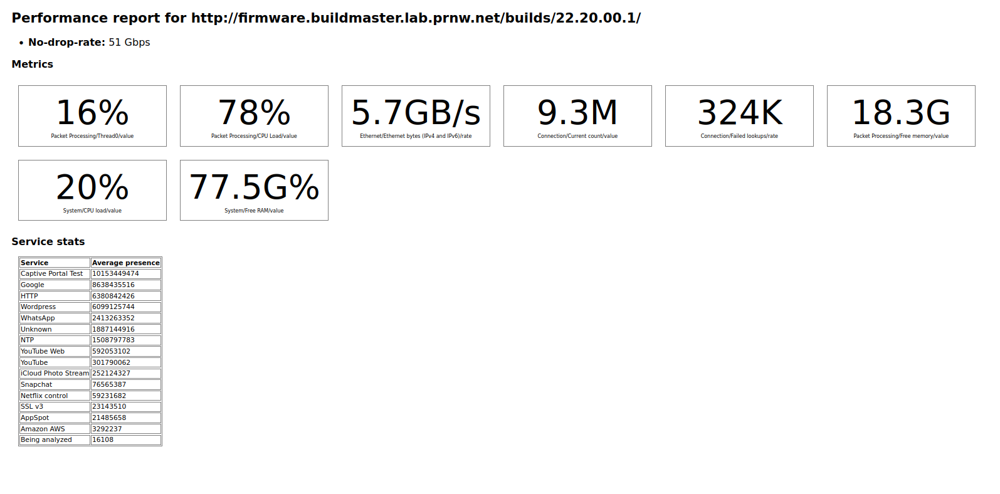 Performance report for http://firmware.buildmaster.lab.prnw.net/builds/22.20.00.1/
• No-drop-rate: 51 Gbps
Metrics
16%
Packet Processing/Thread0/value
78%
Packet Processing/CPU Load/value
5.7GB/s
Ethernet/Ethernet bytes (IPv4 and IPv6)/rate
9.3M
Connection/Current count/value
324K
Connection/Failed lookups/rate
18.3G
Packet Processing/Free memory/value
20%
System/CPU load/value
77.5G%
System/Free RAM/value
Service stats
Service Average presence
Captive Portal Test 10153449474
Google 8638435516
HTTP 6380842426
Wordpress 6099125744
WhatsApp 2413263352
Unknown 1887144916
NTP 1508797783
YouTube Web 592053102
YouTube 301790062
iCloud Photo Stream 252124327
Snapchat 76565387
Netflix control 59231682
SSL v3 23143510
AppSpot 21485658
Amazon AWS 3292237
Being analyzed 16108